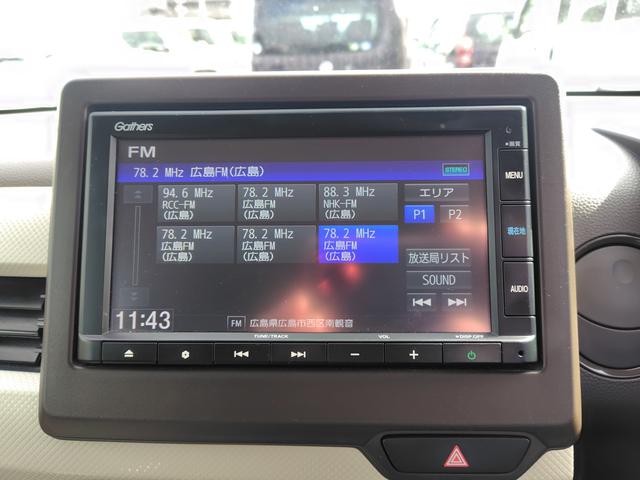 Gathers
FM
78.2 MHz 広島FM(広島)
STEREO
94.6 MHz
RCC-FM
(広島)
78.2 MHz
広島FM
(広島)
88.3 MHz
NHK-FM
(広島)
エリア
P1
P2
78.2 MHz
広島FM
(広島)
78.2 MHz
広島FM
(広島)
78.2 MHz
広島FM
(広島)
放送局リスト
SOUND
11:43
FM 広島県広島市西区南観音
画質
MENU
現在地
AUDIO
TUNE/TRACK
VOL
DISP OFF